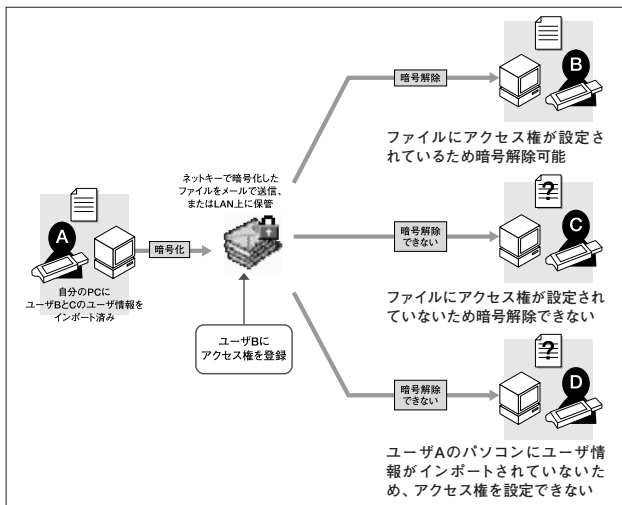 A
自分のPCに
ユーザBとCのユーザ情報を
インポート済み
暗号化
ネットキーで暗号化した
ファイルをメールで送信、
またはLAN上に保管
ユーザBに
アクセス権を登録
暗号解除
B
ファイルにアクセス権が設定さ
れているため暗号解除可能
暗号解除
できない
?
C
ファイルにアクセス権が設定され
ていないため暗号解除できない
暗号解除
できない
?
D
ユーザAのパソコンにユーザ情
報がインポートされていないた
め、アクセス権を設定できない